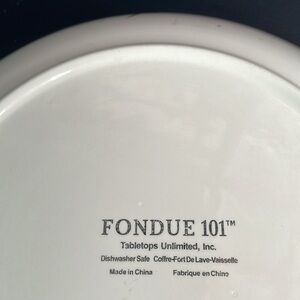 FONDUE 101™
Tabletops Unlimited, Inc.
Dishwasher Safe Coffre-Fort De Lave-Vaisselle
Made in China Fabrique en Chine